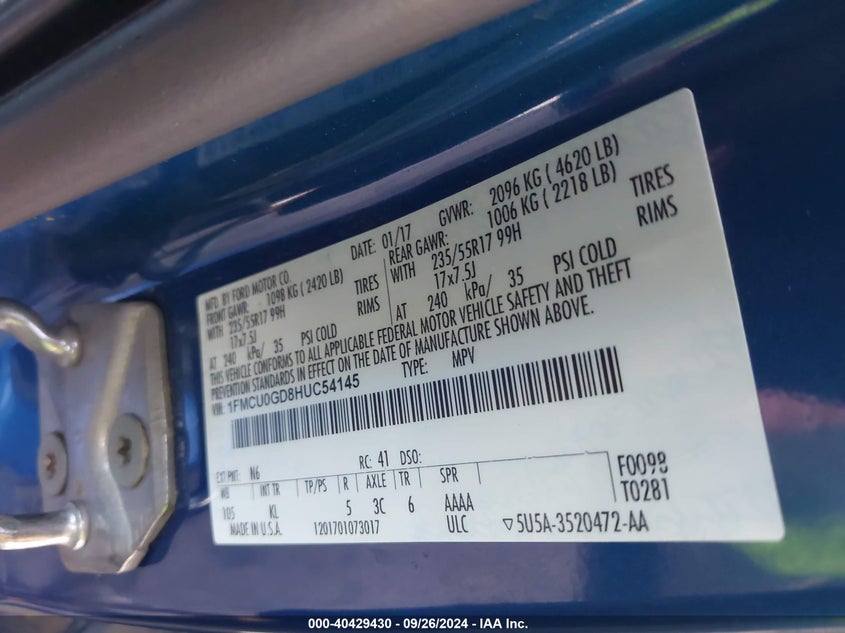 MFD. BY FORD MOTOR CO. DATE: 01/17 GVWR: 2096 KG ( 4620 LB)
FRONT GAWR: 1098 KG ( 2420 LB) REAR GAWR: 1006 KG ( 2218 LB)
WITH 235/55R17 99H TIRES WITH 235/55R17 99H TIRES
17x7.5J RIMS 17x7.5J RIMS
AT 240 kPa/ 35 PSI COLD AT 240 kPa/ 35 PSI COLD
THIS VEHICLE CONFORMS TO ALL APPLICABLE FEDERAL MOTOR VEHICLE SAFETY AND THEFT
PREVENTION STANDARDS IN EFFECT ON THE DATE OF MANUFACTURE SHOWN ABOVE.
VIN: 1FMCU0GD8HUC54145 TYPE: MPV
EXT PNT: N6 RC: 41 DSO: F0098
WB INT TR TP/PS R AXLE TR SPR T0281
105 KL 5 3C 6 AAAA
MADE IN U.S.A. 1201701073017 ULC ▽5U5A-3520472-AA
000-40429430 - 09/26/2024 - IAA Inc.